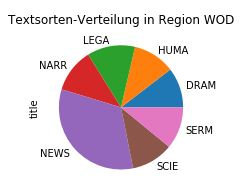 Textsorten-Verteilung in Region WOD
LEGA
HUMA
NARR
DRAM
title
SERM
NEWS
SCIE